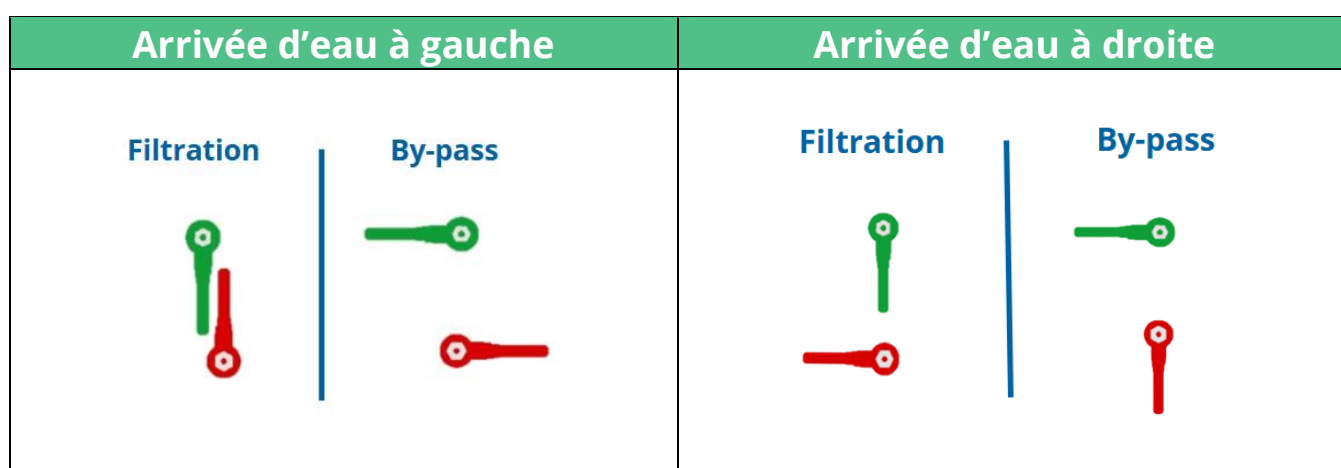 Arrivée d’eau à gauche
Arrivée d’eau à droite
Filtration
By-pass
Filtration
By-pass